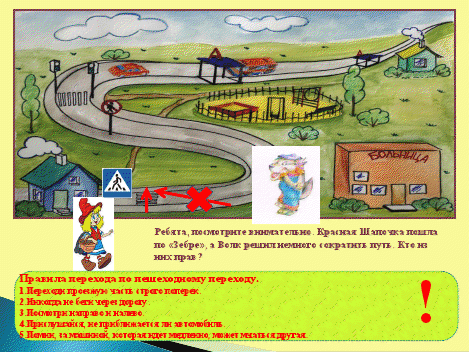 БОЛЬНИЦА
Ребята, посмотрите внимательно. Красная Шапочка пошла
по «Зебре», а Волк решил немного сократить путь. Кто из
них прав?
Правила перехода по пешеходному переходу.
1.Переходи проезжую часть строго поперек.
2.Никогда не беги через дорогу.
3.Посмотри направо и налево.
4.Прислушайся, не приближается ли автомобиль.
5.Помни, за машиной, которая идет медленно, может мчаться другая.
!